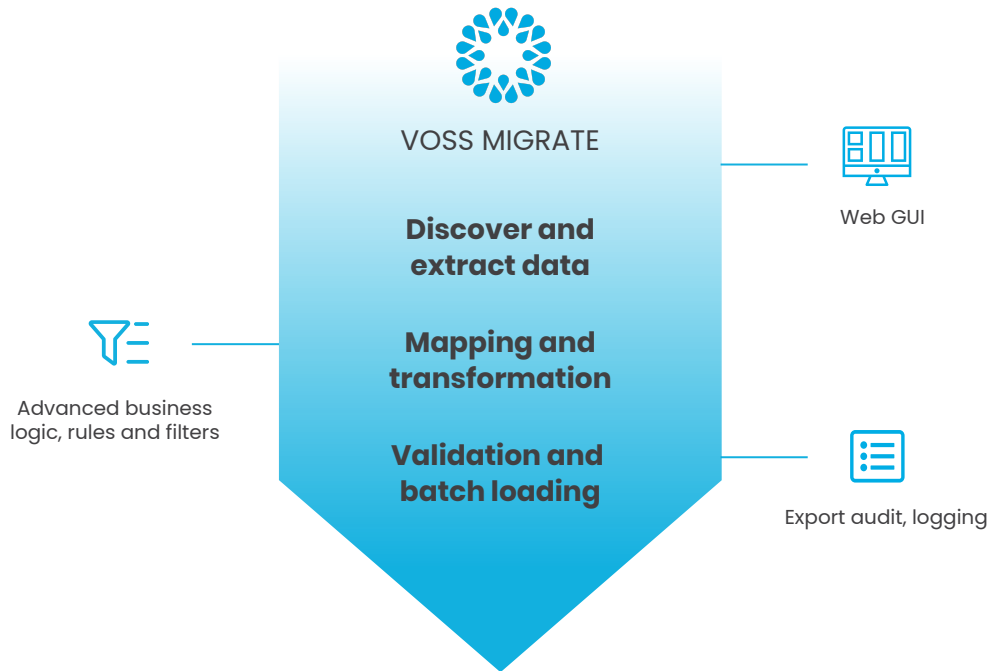 VOSS MIGRATE
Discover and
extract data
Mapping and
transformation
Validation and
batch loading
Web GUI
Advanced business
logic, rules and filters
Export audit, logging